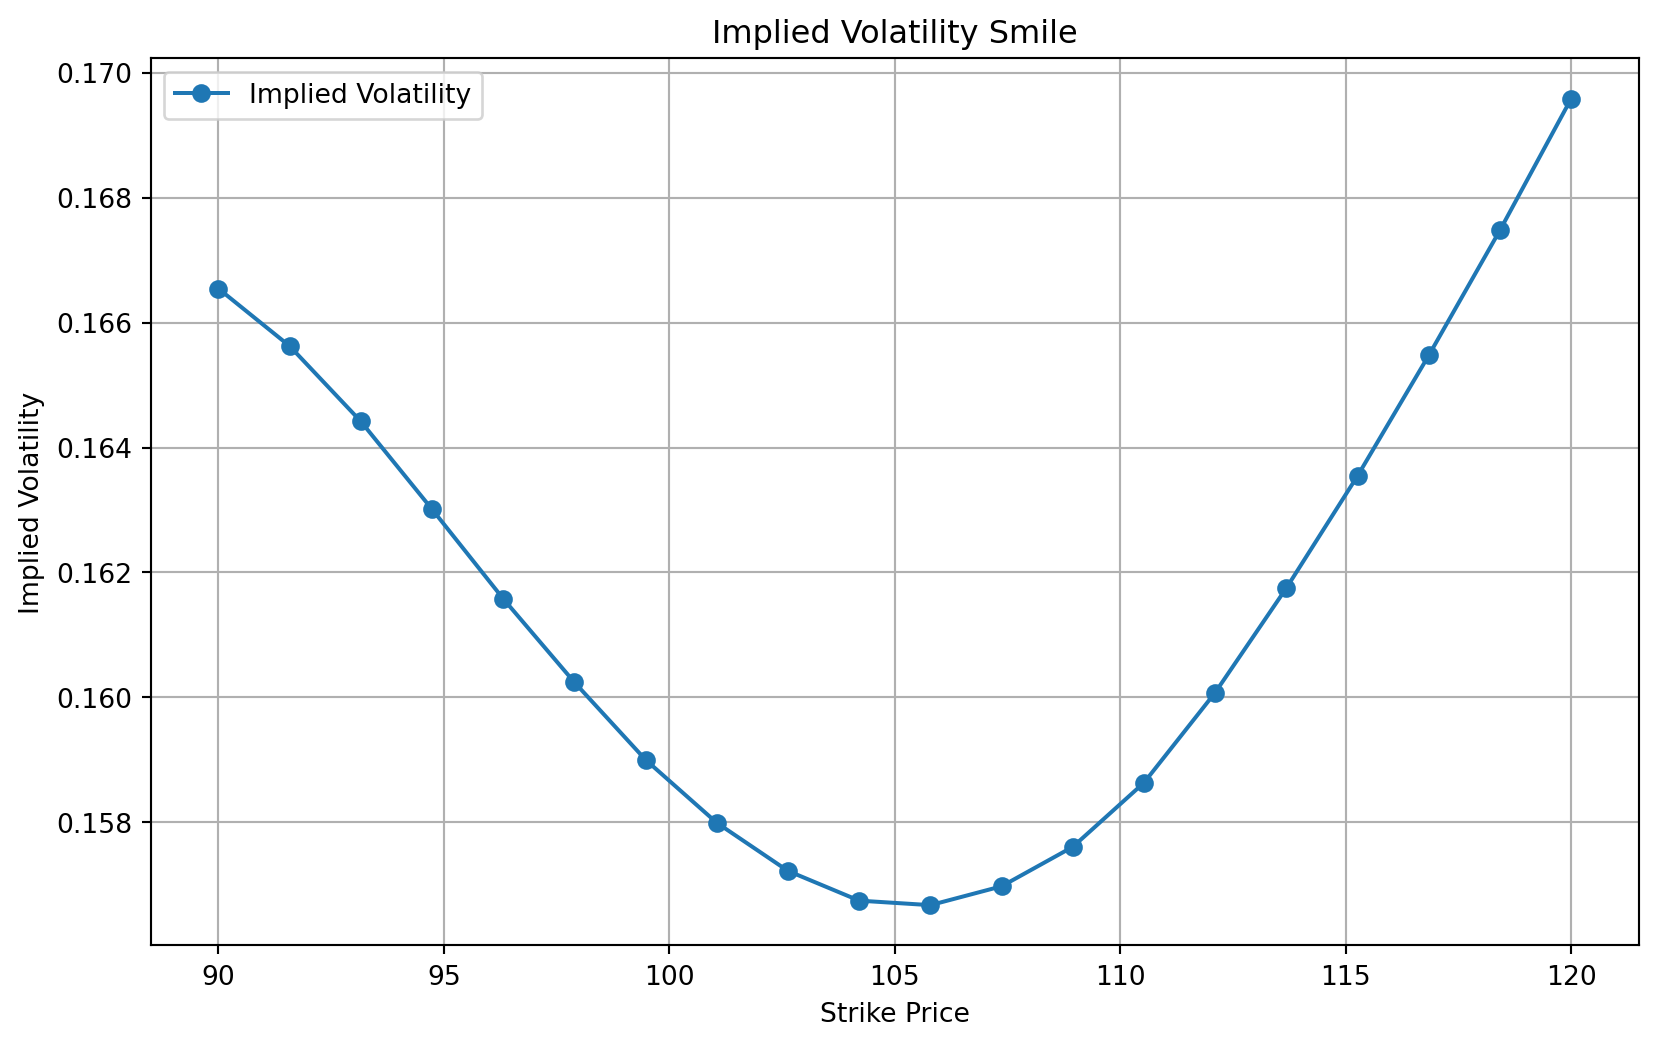 Implied Volatility Smile
Implied Volatility
0.170
0.168
0.166
0.164
0.162
0.160
0.158
Implied Volatility
90 95 100 105 110 115 120
Strike Price